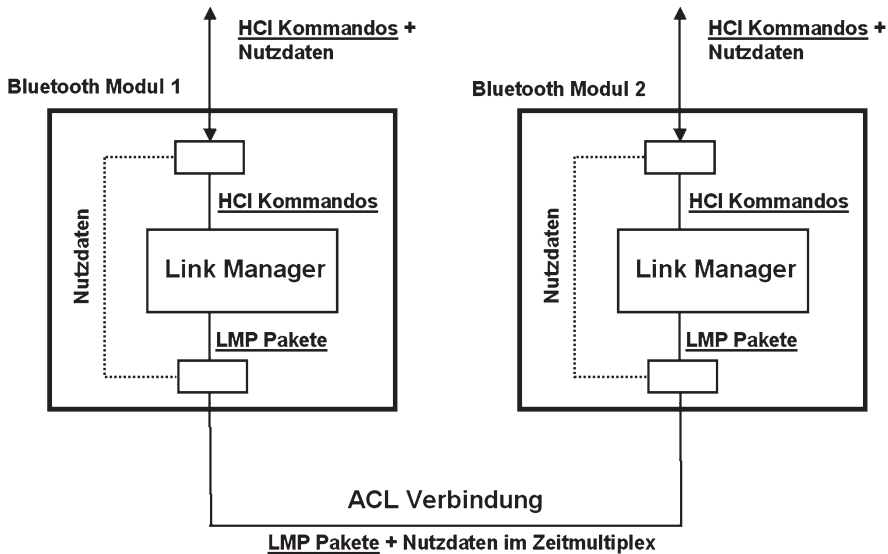 HCI Kommandos +
Nutzdaten
HCI Kommandos +
Nutzdaten
Bluetooth Modul 1
Bluetooth Modul 2
HCI Kommandos
HCI Kommandos
Nutzdaten
Nutzdaten
Link Manager
Link Manager
LMP Pakete
LMP Pakete
ACL Verbindung
LMP Pakete + Nutzdaten im Zeitmultiplex